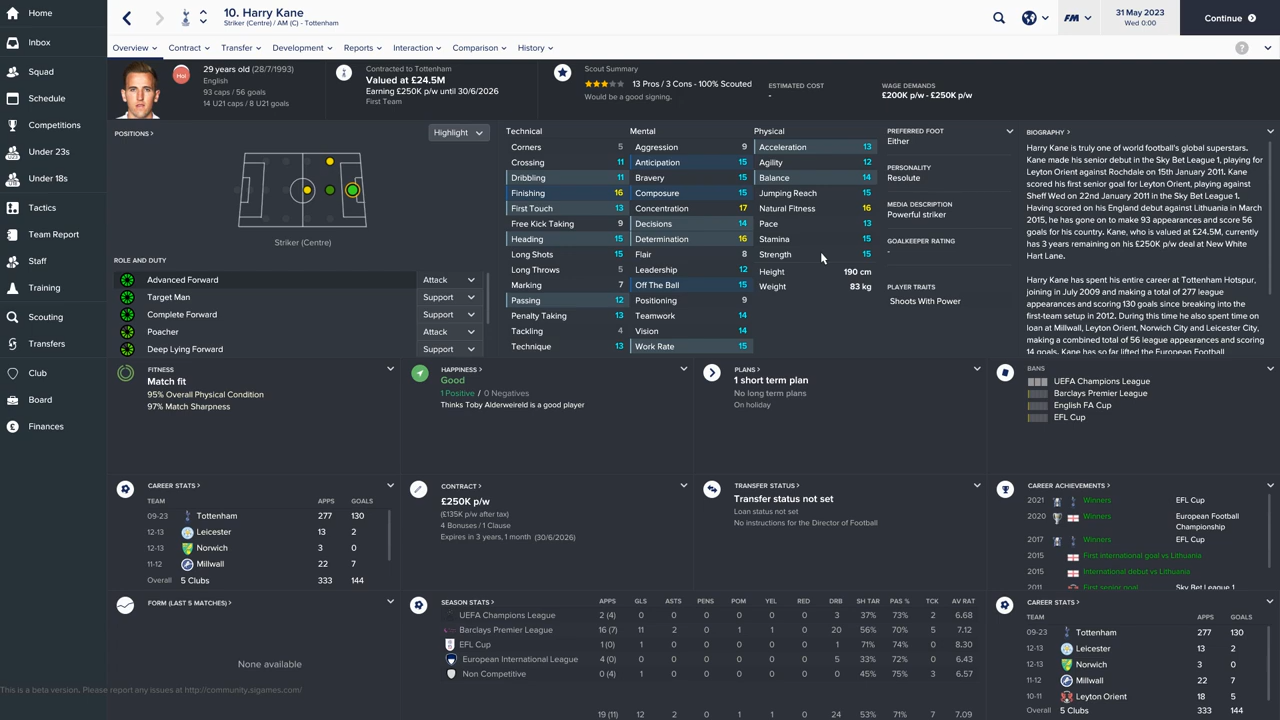 Home
Inbox
Squad
Schedule
Competitions
Under 23s
Under 18s
Tactics
Team Report
Staff
Training
Scouting
Transfers
Club
Board
Finances
10. Harry Kane
Striker (Centre) / AM (C) - Tottenham
FM
31 May 2023
Wed 0:00
Continue
Overview Contract Transfer Development Reports Interaction Comparison History
Hol
29 years old (28/7/1993)
English
93 caps / 56 goals
14 U21 caps / 8 U21 goals
Contracted to Tottenham
Valued at £24.5M
Earning £250K p/w until 30/6/2026
First Team
Scout Summary
13 Pros / 3 Cons - 100% Scouted
Would be a good signing.
ESTIMATED COST
-
WAGE DEMANDS
£200K p/w - £250K p/w
POSITIONS >
Highlight
Striker (Centre)
ROLE AND DUTY
Advanced Forward Attack
Target Man Support
Complete Forward Support
Poacher Attack
Deep Lying Forward Support
Technical
Corners 5
Crossing 11
Dribbling 11
Finishing 16
First Touch 13
Free Kick Taking 9
Heading 15
Long Shots 15
Long Throws 5
Marking 7
Passing 12
Penalty Taking 13
Tackling 4
Technique 13
Mental
Aggression 9
Anticipation 15
Bravery 15
Composure 15
Concentration 17
Decisions 14
Determination 16
Flair 8
Leadership 12
Off The Ball 15
Positioning 9
Teamwork 14
Vision 14
Work Rate 15
Physical
Acceleration 13
Agility 12
Balance 14
Jumping Reach 15
Natural Fitness 16
Pace 13
Stamina 15
Strength 15
Height 190 cm
Weight 83 kg
PREFERRED FOOT
Either
PERSONALITY
Resolute
MEDIA DESCRIPTION
Powerful striker
GOALKEEPER RATING
-
PLAYER TRAITS
Shoots With Power
BIOGRAPHY >
Harry Kane is truly one of world football's global superstars.
Kane made his senior debut in the Sky Bet League 1, playing for
Leyton Orient against Rochdale on 15th January 2011. Kane
scored his first senior goal for Leyton Orient, playing against
Sheff Wed on 22nd January 2011 in the Sky Bet League 1.
Having scored on his England debut against Lithuania in March
2015, he has gone on to make 93 appearances and score 56
goals for his country. Kane, who is valued at £24.5M, currently
has 3 years remaining on his £250K p/w deal at New White
Hart Lane.
Kane has spent his entire career at Tottenham Hotspur,
joining in July 2009 and making a total of 277 league
appearances and scoring 130 goals since breaking into the
first-team setup in 2012. During this time he also spent time on
loan at Millwall, Leyton Orient, Norwich City and Leicester City,
making a combined total of 56 league appearances and scoring
14 goals. Kane has so far lifted the European Football
FITNESS
Match fit
95% Overall Physical Condition
97% Match Sharpness
HAPPINESS >
Good
1 Positive / 0 Negatives
Thinks Toby Alderweireld is a good player
PLANS >
1 short term plan
No long term plans
On holiday
BANS
UEFA Champions League
Barclays Premier League
English FA Cup
EFL Cup
CAREER STATS >
TEAM APPS GOALS
09-23 Tottenham 277 130
12-13 Leicester 13 2
12-13 Norwich 3 0
11-12 Millwall 22 7
Overall 5 Clubs 333 144
CONTRACT >
£250K p/w
(£135K p/w after tax)
4 Bonuses / 1 Clause
Expires in 3 years, 1 month (30/6/2026)
TRANSFER STATUS >
Transfer status not set
Loan status not set
No instructions for the Director of Football
CAREER ACHIEVEMENTS >
2021 Winners EFL Cup
2020 Winners European Football
Championship
2017 Winners EFL Cup
2015 First international goal vs Lithuania
2015 International debut vs Lithuania
2011 First senior goal Sky Bet League 1
FORM (LAST 5 MATCHES) >
None available
SEASON STATS > APPS GLS ASTS PENS POM YEL RED DRB SH TAR PAS % TCK AV RAT
UEFA Champions League 2 (4) 0 0 0 0 0 0 3 37% 73% 2 6.68
Barclays Premier League 16 (7) 11 2 0 1 1 0 20 56% 70% 5 7.12
EFL Cup 1 (0) 1 0 0 0 0 0 1 71% 74% 0 8.30
European International League 4 (0) 0 0 0 0 0 0 5 33% 72% 0 6.43
Non Competitive 0 (4) 1 0 0 0 0 0 0 45% 75% 3 6.57
19 (11) 12 2 0 1 1 0 24 53% 71% 7 7.09
CAREER STATS >
TEAM APPS GOALS
09-23 Tottenham 277 130
12-13 Leicester 13 2
12-13 Norwich 3 0
11-12 Millwall 22 7
10-11 Leyton Orient 18 5
Overall 5 Clubs 333 144
This is a beta version. Please report any issues at http://community.sigames.com/